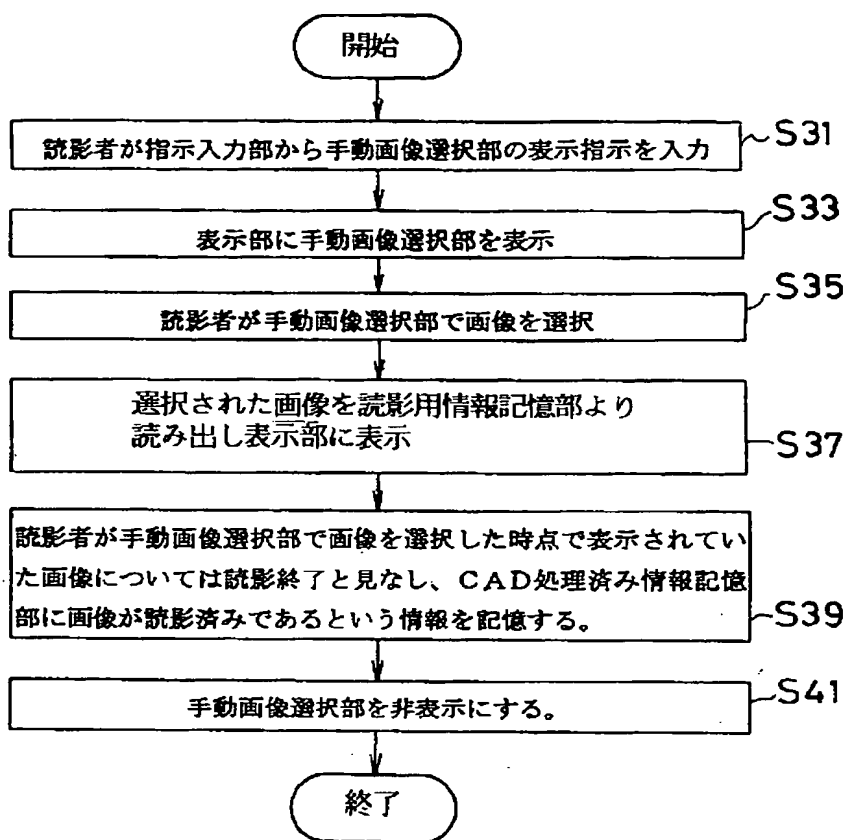 開始
読影者が指示入力部から手動画像選択部の表示指示を入力
S31
表示部に手動画像選択部を表示
S33
読影者が手動画像選択部で画像を選択
S35
選択された画像を読影用情報記憶部より
読み出し表示部に表示
S37
読影者が手動画像選択部で画像を選択した時点で表示されてい
た画像については読影終了と見なし、CAD処理済み情報記憶
部に画像が読影済みであるという情報を記憶する。
S39
手動画像選択部を非表示にする。
S41
終了